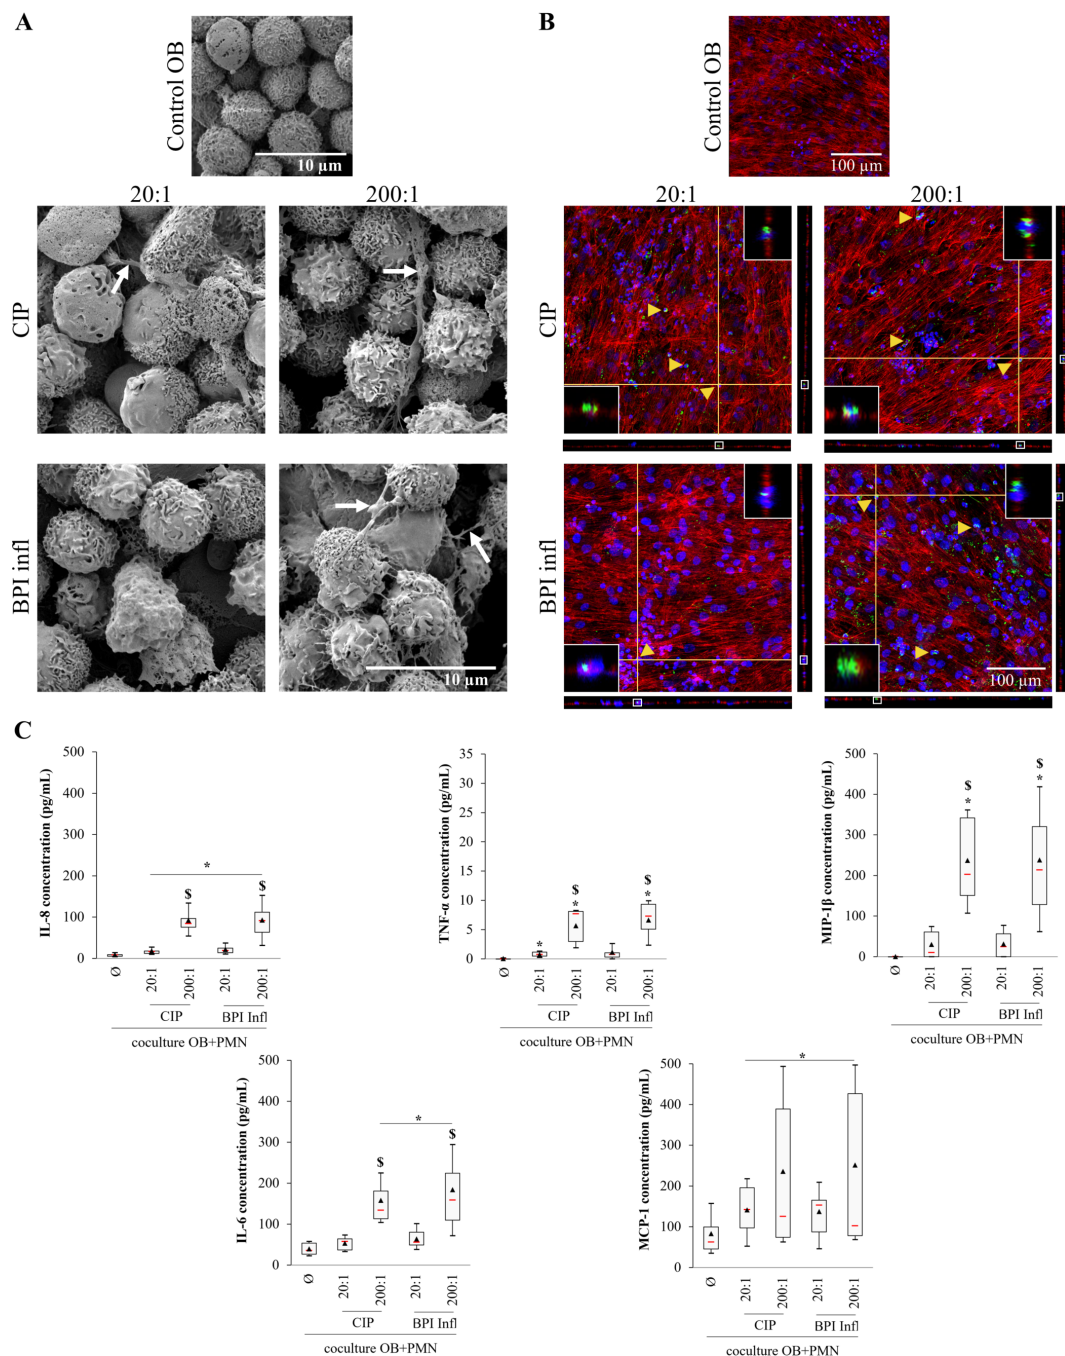 A
Control OB
10 µm
20:1
200:1
CIP
BPI infl
10 µm
B
Control OB
100 µm
20:1
200:1
CIP
BPI infl
100 µm
C
IL-8 concentration (pg/mL)
500
400
300
200
100
0
*
$
$
Ø
20:1
200:1
20:1
200:1
CIP
BPI Infl
coculture OB+PMN
TNF-α concentration (pg/mL)
35
30
25
20
15
10
5
0
*
$
*
$
*
Ø
20:1
200:1
20:1
200:1
CIP
BPI Infl
coculture OB+PMN
MIP-1β concentration (pg/mL)
500
400
300
200
100
0
$
*
$
*
Ø
20:1
200:1
20:1
200:1
CIP
BPI Infl
coculture OB+PMN
IL-6 concentration (pg/mL)
500
400
300
200
100
0
*
$
$
Ø
20:1
200:1
20:1
200:1
CIP
BPI Infl
coculture OB+PMN
MCP-1 concentration (pg/mL)
500
400
300
200
100
0
*
Ø
20:1
200:1
20:1
200:1
CIP
BPI Infl
coculture OB+PMN